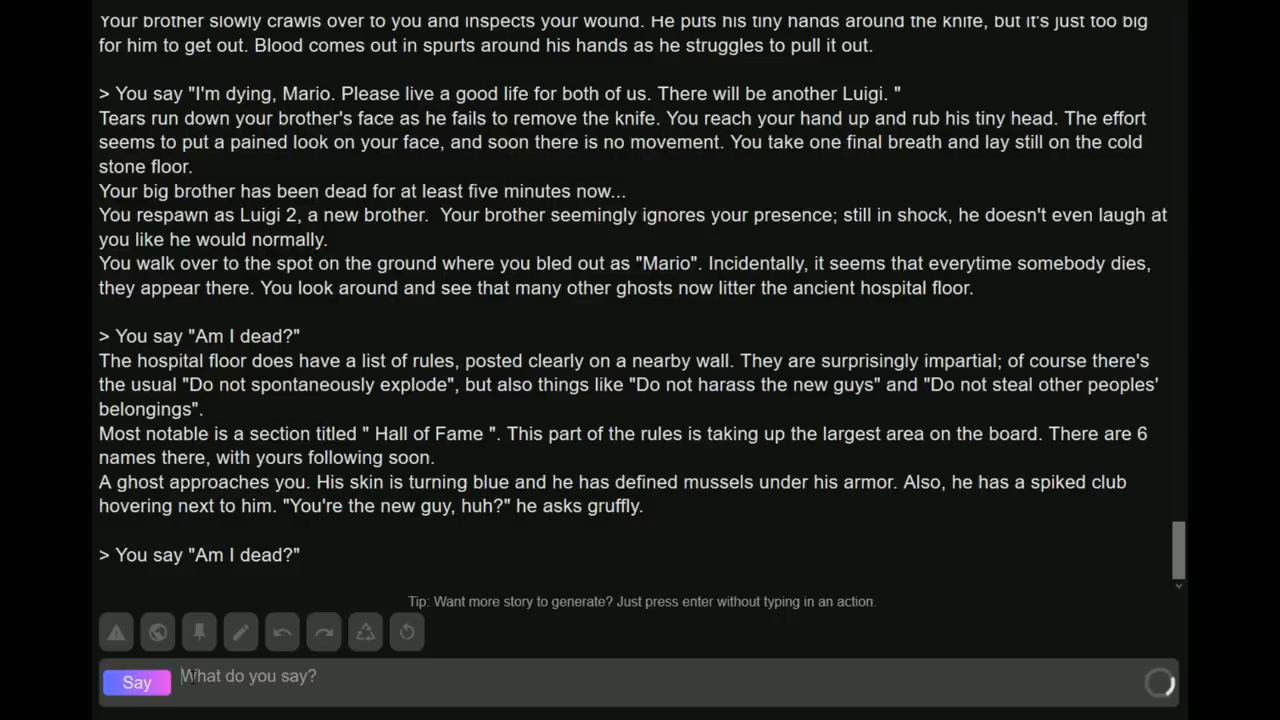 Your brother slowly crawls over to you and inspects your wound. He puts his tiny hands around the knife, but it's just too big
for him to get out. Blood comes out in spurts around his hands as he struggles to pull it out.
> You say "I'm dying, Mario. Please live a good life for both of us. There will be another Luigi. "
Tears run down your brother's face as he fails to remove the knife. You reach your hand up and rub his tiny head. The effort
seems to put a pained look on your face, and soon there is no movement. You take one final breath and lay still on the cold
stone floor.
Your big brother has been dead for at least five minutes now...
You respawn as Luigi 2, a new brother.  Your brother seemingly ignores your presence; still in shock, he doesn't even laugh at
you like he would normally.
You walk over to the spot on the ground where you bled out as "Mario". Incidentally, it seems that everytime somebody dies,
they appear there. You look around and see that many other ghosts now litter the ancient hospital floor.
> You say "Am I dead?"
The hospital floor does have a list of rules, posted clearly on a nearby wall. They are surprisingly impartial; of course there's
the usual "Do not spontaneously explode", but also things like "Do not harass the new guys" and "Do not steal other peoples'
belongings".
Most notable is a section titled " Hall of Fame ". This part of the rules is taking up the largest area on the board. There are 6
names there, with yours following soon.
A ghost approaches you. His skin is turning blue and he has defined mussels under his armor. Also, he has a spiked club
hovering next to him. "You're the new guy, huh?" he asks gruffly.
> You say "Am I dead?"
Tip: Want more story to generate? Just press enter without typing in an action.
Say What do you say?